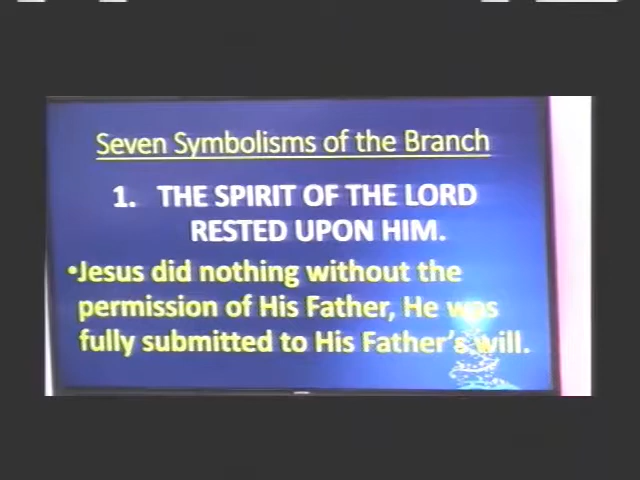 Seven Symbolisms of the Branch
1. THE SPIRIT OF THE LORD
RESTED UPON HIM.
•Jesus did nothing without the
permission of His Father, He was
fully submitted to His Father's will.